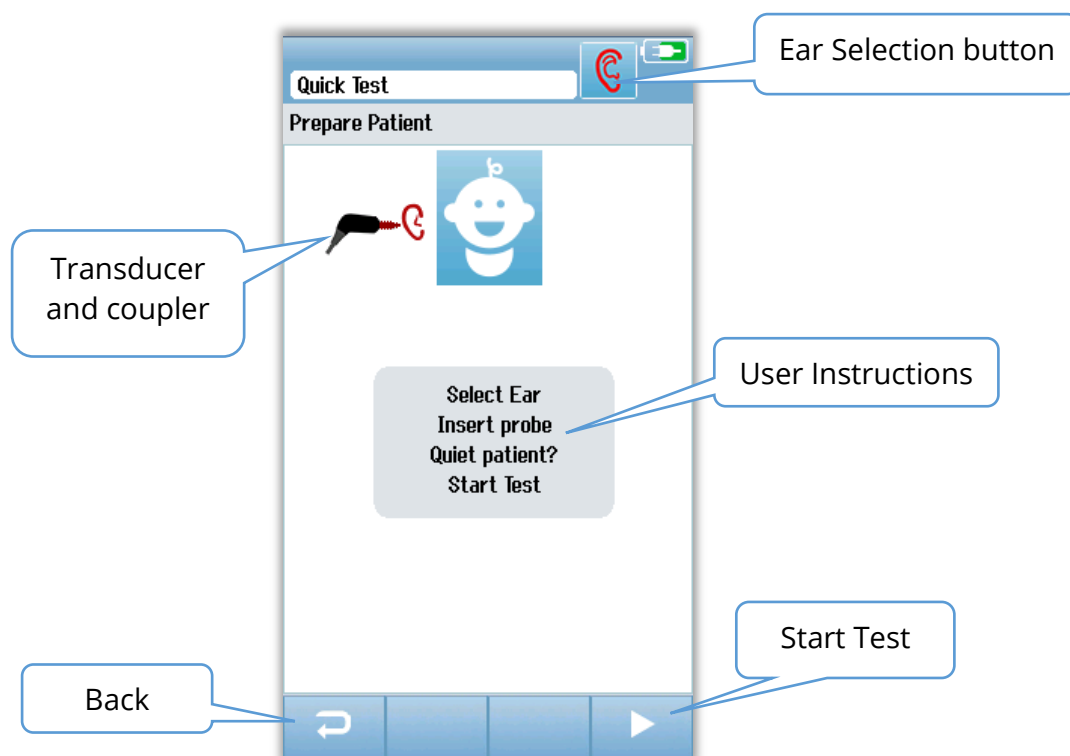 Ear Selection button
Quick Test
Prepare Patient
Transducer
and coupler
User Instructions
Select Ear
Insert probe
Quiet patient?
Start Test
Start Test
Back